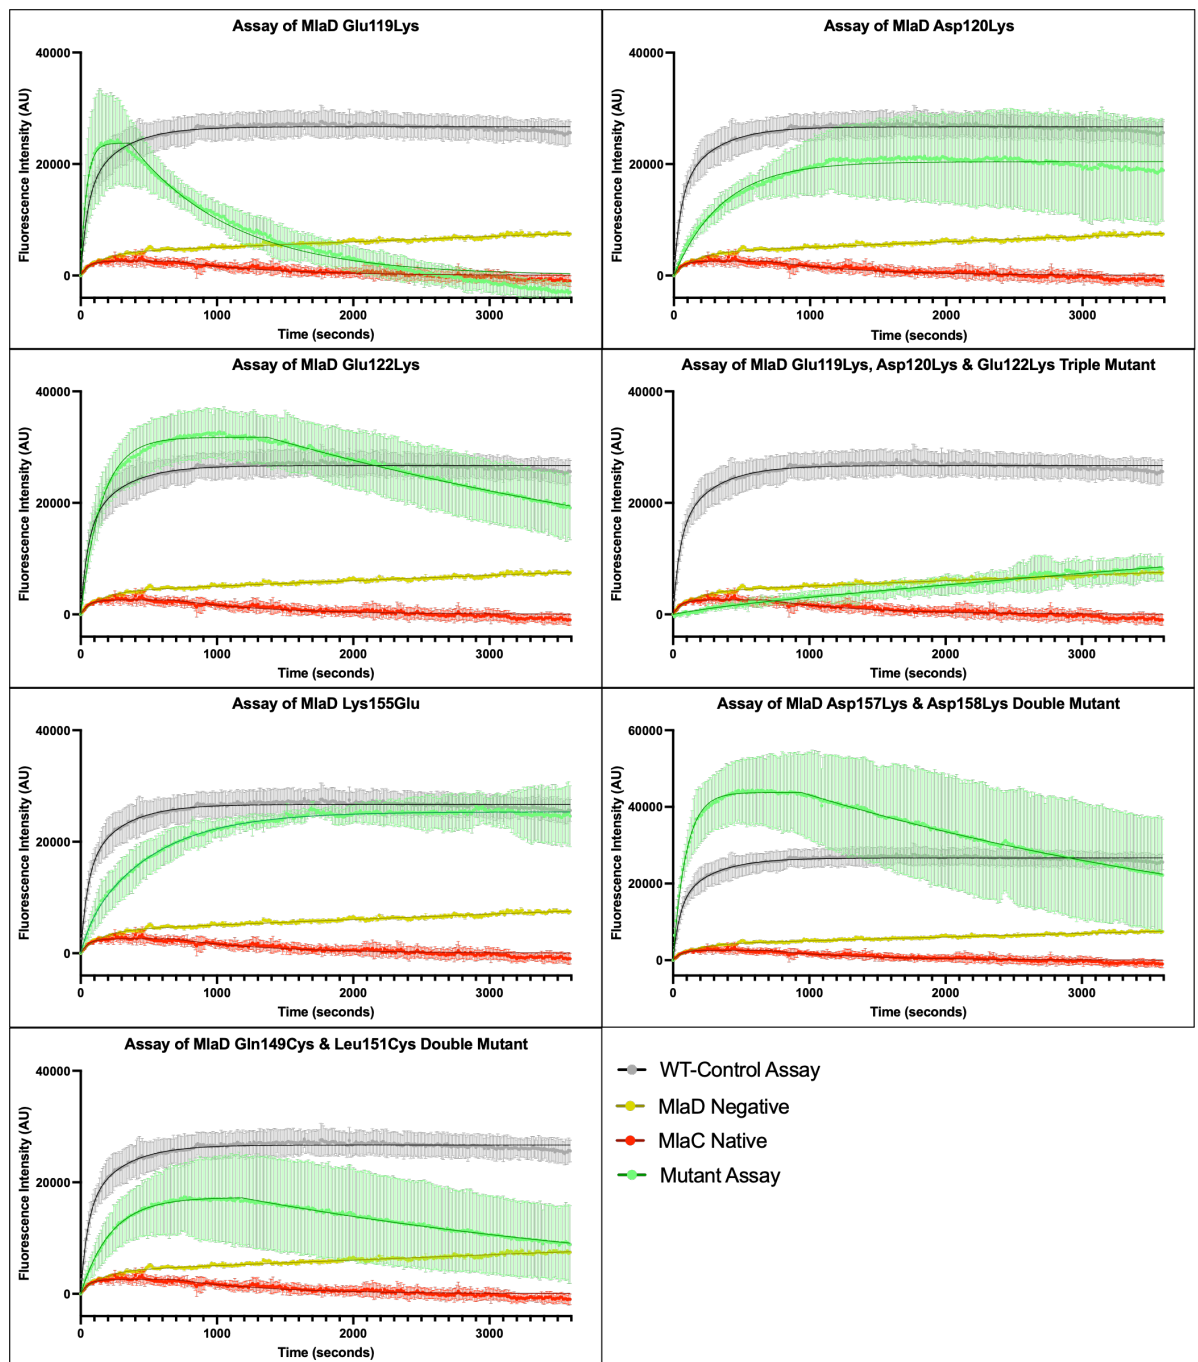 Assay of MlaD Glu119Lys
Fluorescence Intensity (AU)
40000
20000
0
0 1000 2000 3000
Time (seconds)
Assay of MlaD Asp120Lys
Fluorescence Intensity (AU)
40000
20000
0
0 1000 2000 3000
Time (seconds)
Assay of MlaD Glu122Lys
Fluorescence Intensity (AU)
40000
20000
0
0 1000 2000 3000
Time (seconds)
Assay of MlaD Glu119Lys, Asp120Lys & Glu122Lys Triple Mutant
Fluorescence Intensity (AU)
40000
20000
0
0 1000 2000 3000
Time (seconds)
Assay of MlaD Lys155Glu
Fluorescence Intensity (AU)
40000
20000
0
0 1000 2000 3000
Time (seconds)
Assay of MlaD Asp157Lys & Asp158Lys Double Mutant
Fluorescence Intensity (AU)
60000
40000
20000
0
0 1000 2000 3000
Time (seconds)
Assay of MlaD Gln149Cys & Leu151Cys Double Mutant
Fluorescence Intensity (AU)
40000
20000
0
0 1000 2000 3000
Time (seconds)
WT-Control Assay
MlaD Negative
MlaC Native
Mutant Assay